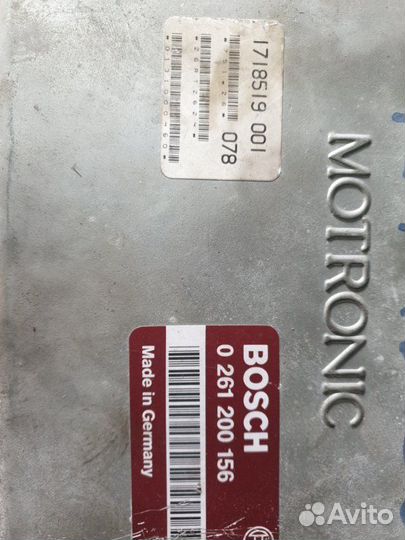 1718519 001
078
MOTRONIC
BOSCH
0 261 200 156
Made in Germany
Avito